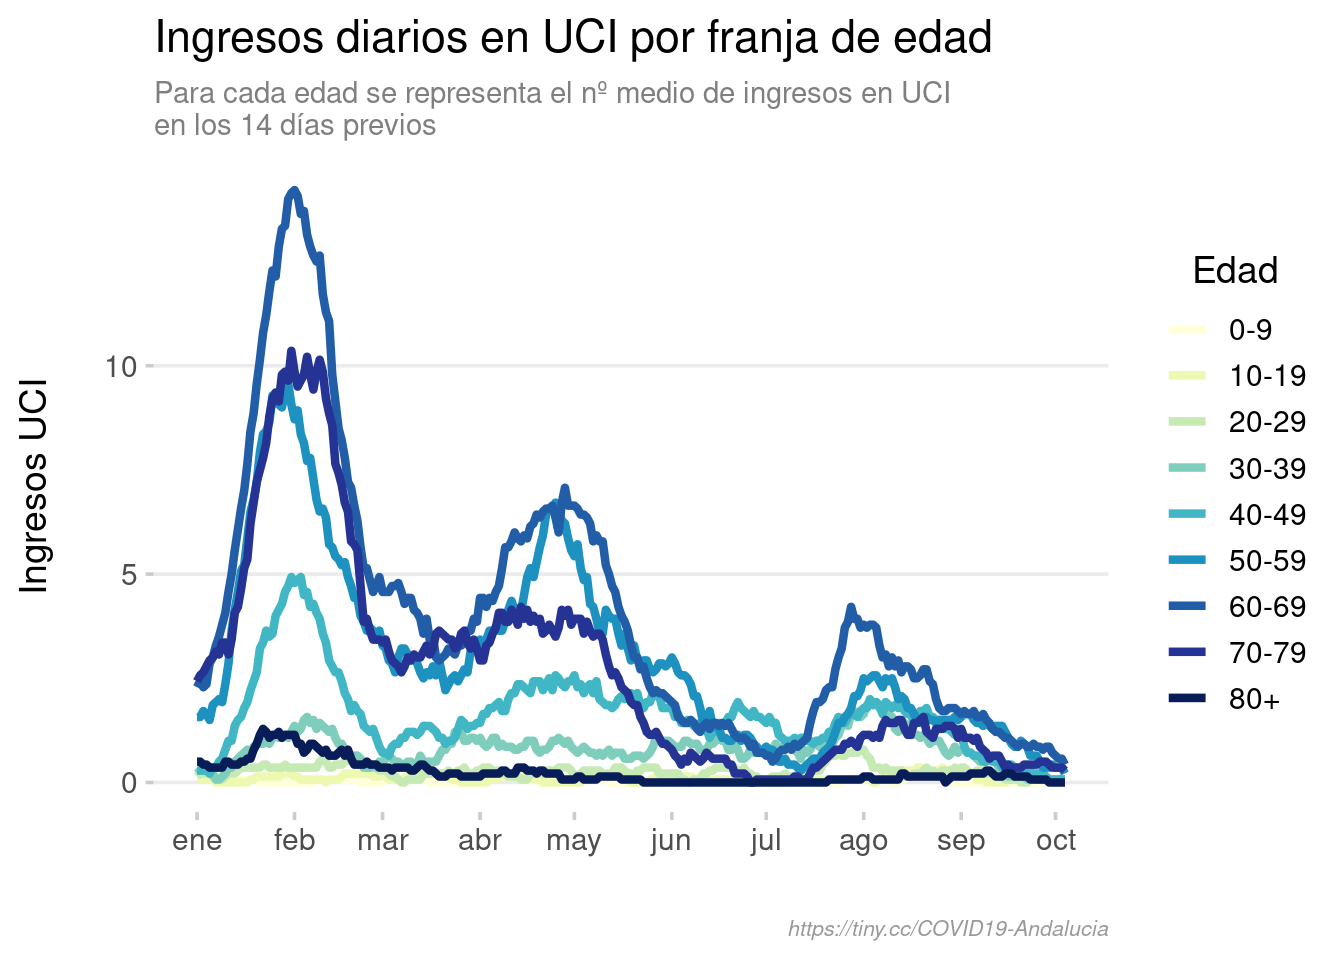 Ingresos diarios en UCI por franja de edad
Para cada edad se representa el nº medio de ingresos en UCI
en los 14 días previos
Ingresos UCI
10
5
0
ene feb mar abr may jun jul ago sep oct
Edad
0-9
10-19
20-29
30-39
40-49
50-59
60-69
70-79
80+
https://tiny.cc/COVID19-Andalucia